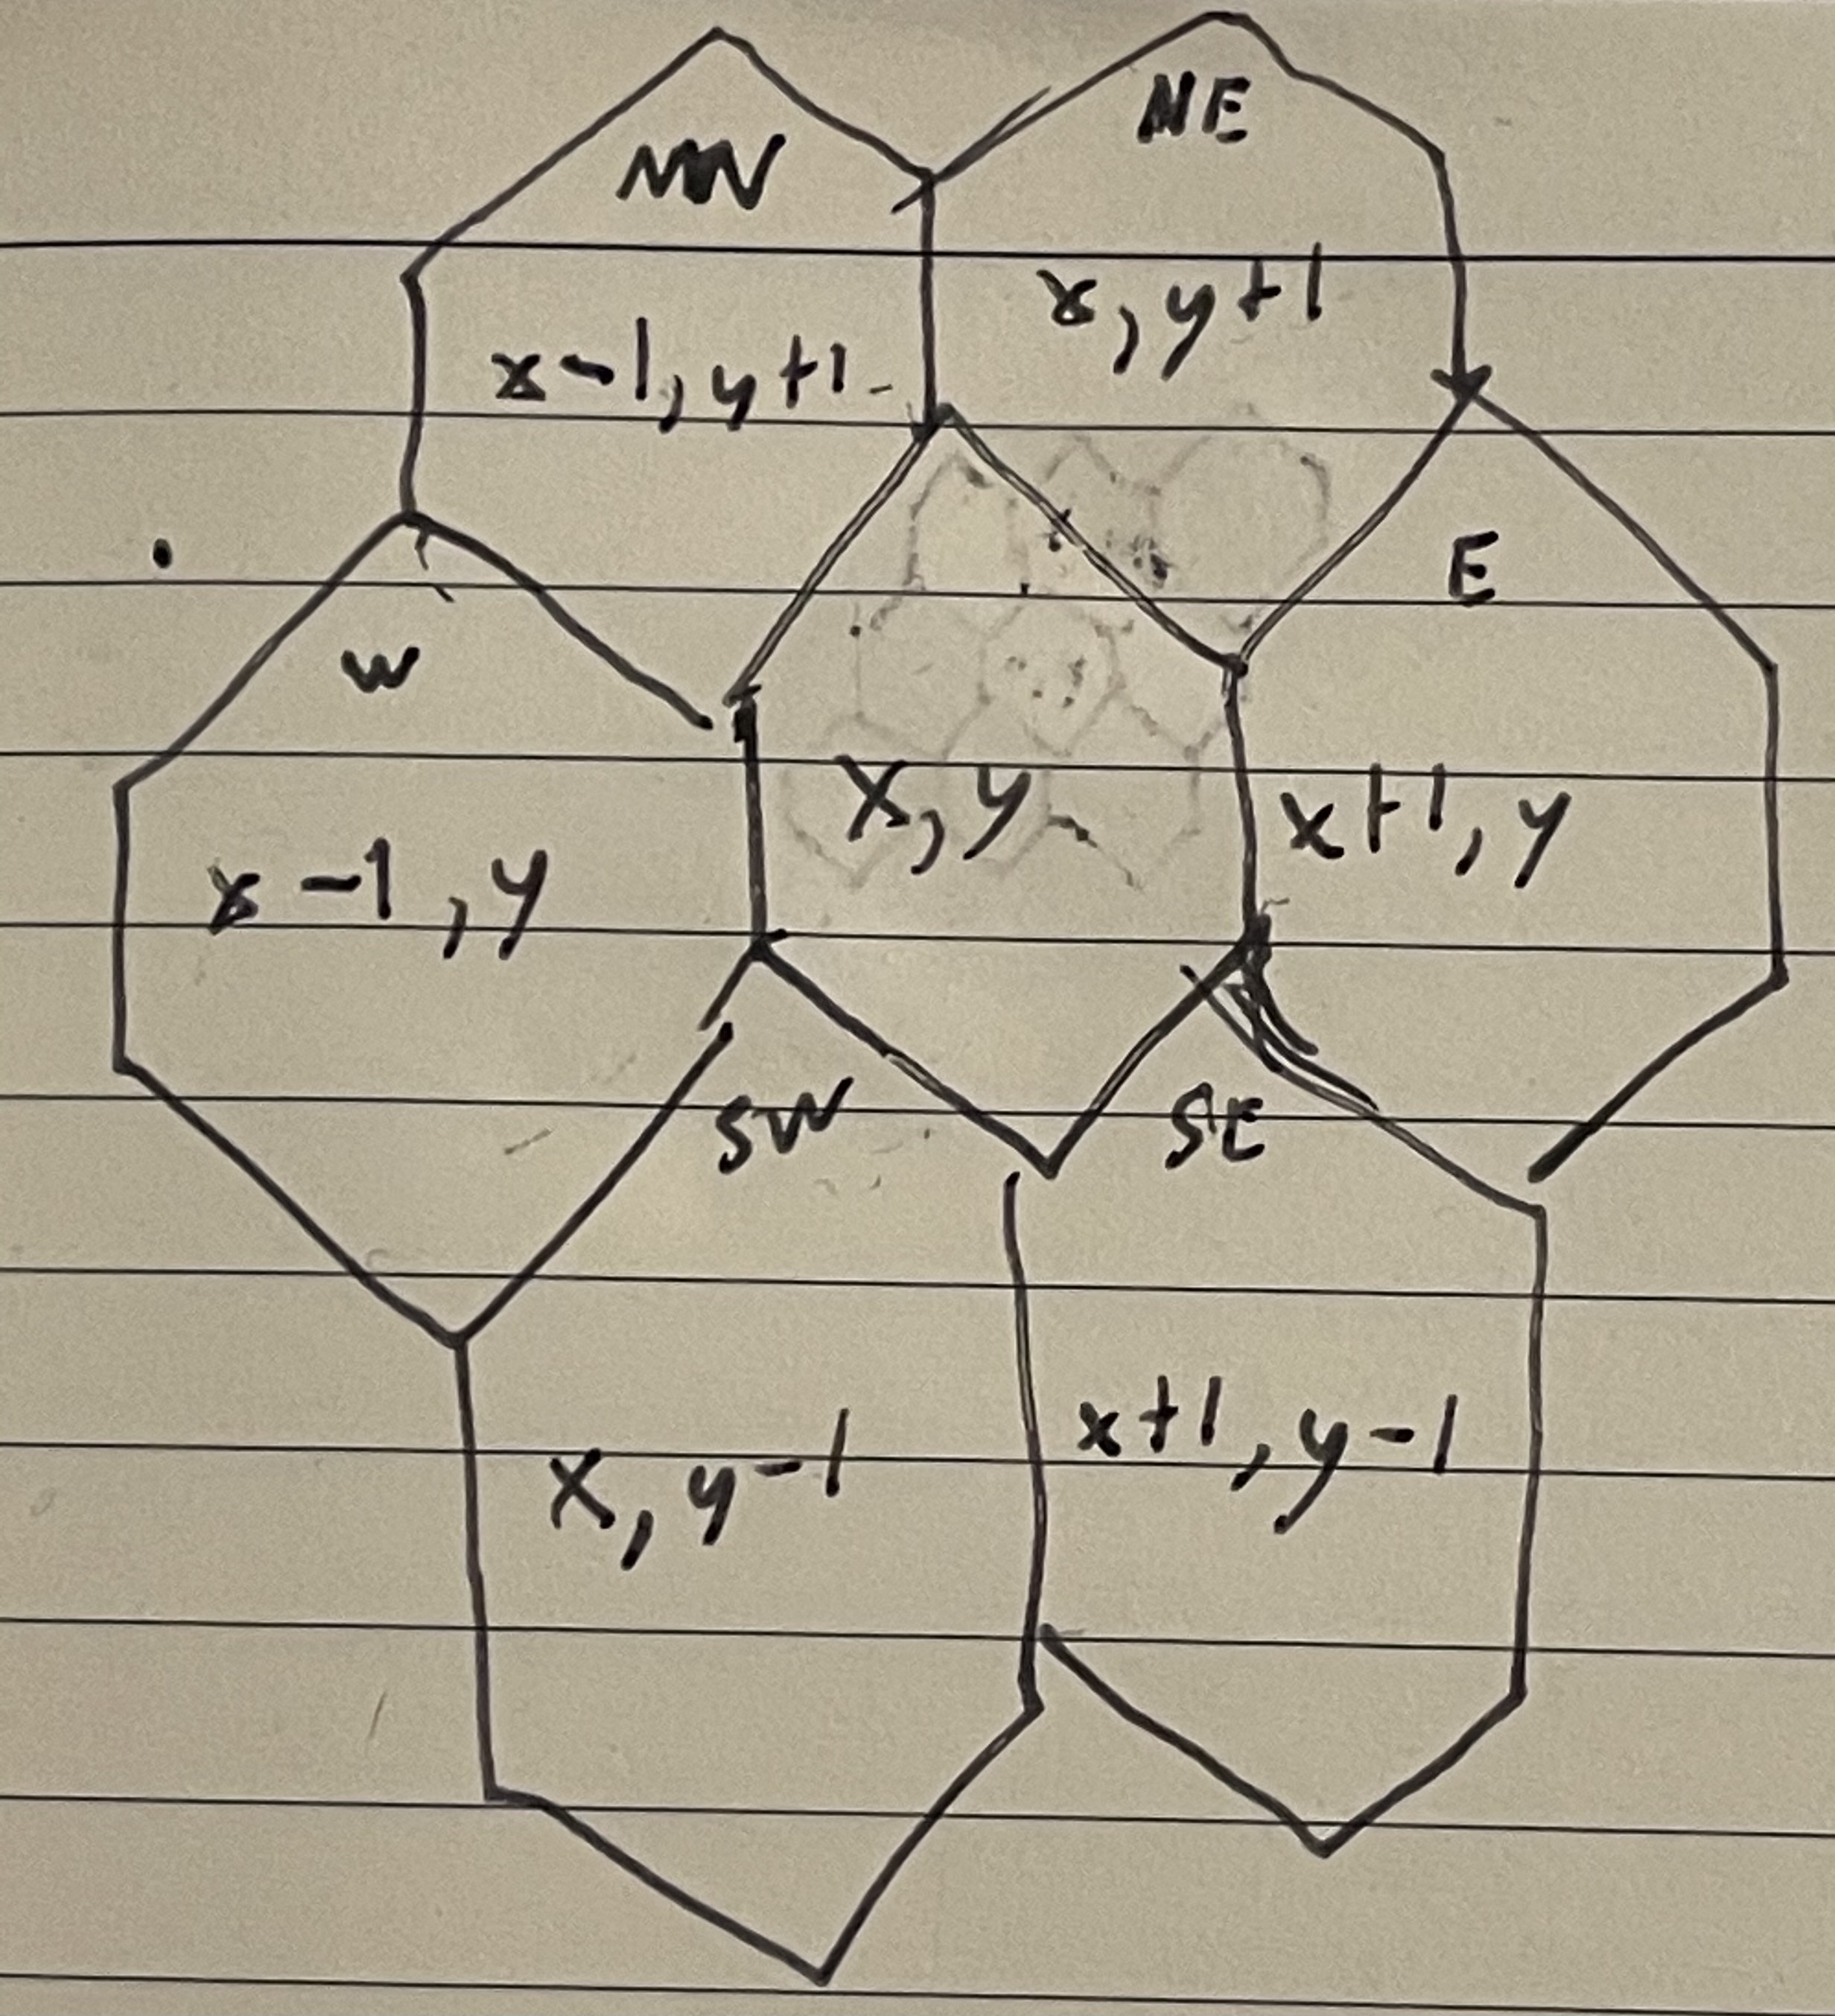 NW
NE
x-1, y+1
x, y+1
W
E
x-1, y
X, y
x+1, y
SW
SE
X, y-1
x+1, y-1